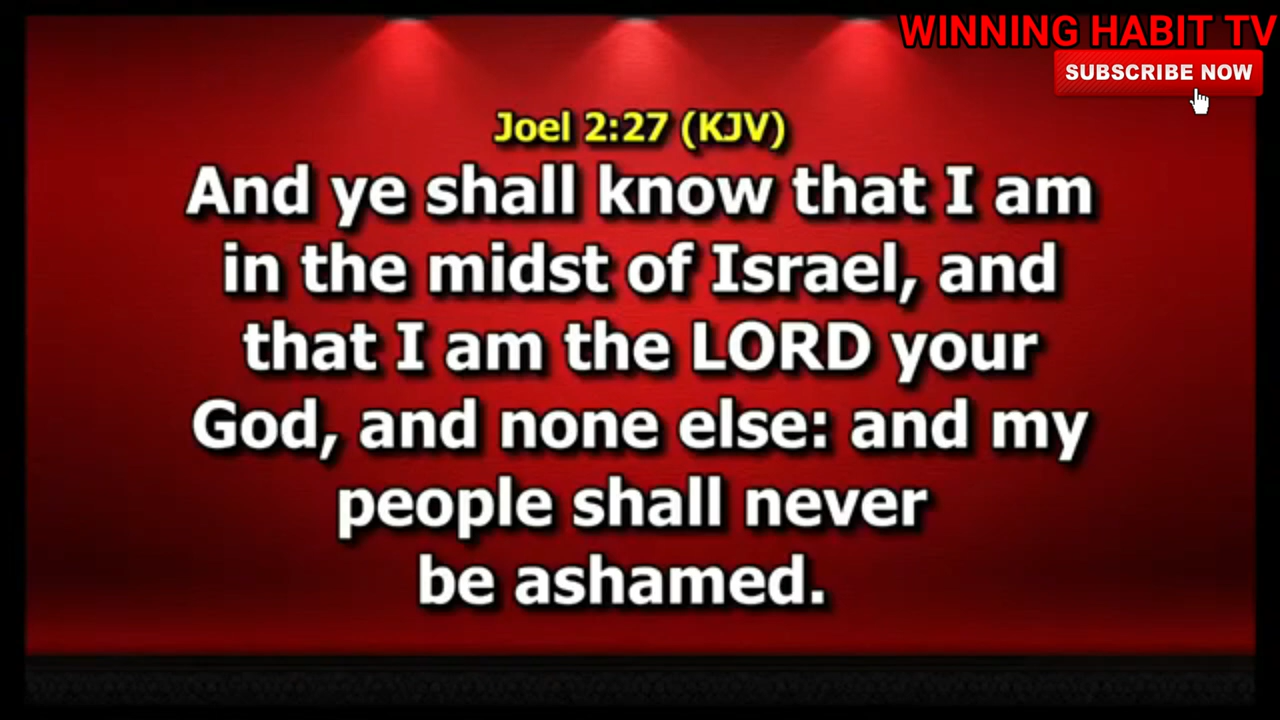 WINNING HABIT TV
SUBSCRIBE NOW
Joel 2:27 (KJV)
And ye shall know that I am
in the midst of Israel, and
that I am the LORD your
God, and none else: and my
people shall never
be ashamed.